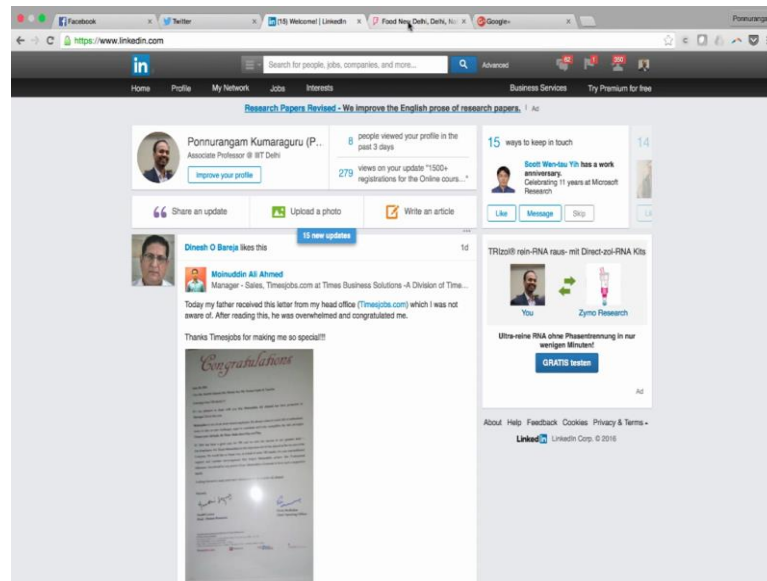 Facebook
Twitter
(15) Welcome! | LinkedIn
Food New Delhi, Delhi,
Google+
Ponnuranga
https://www.linkedin.com
in
Search for people, jobs, companies, and more...
Advanced
Home Profile My Network Jobs Interests
Business Services Try Premium for free
Research Papers Revised - We improve the English prose of research papers. | Ad
Ponnurangam Kumaraguru (P...
Associate Professor @ IIIT Delhi
Improve your profile
8 people viewed your profile in the
past 3 days
279 views on your update "1500+
registrations for the Online cours..."
15 ways to keep in touch
14
Scott Wen-tau Yih has a work
anniversary.
Celebrating 11 years at Microsoft
Research
Like Message Skip
Share an update
Upload a photo
Write an article
15 new updates
Dinesh O Bareja likes this
1d
Moinuddin Ali Ahmed
Manager - Sales, Timesjobs.com at Times Business Solutions -A Division of Time...
Today my father received this letter from my head office (Timesjobs.com) which I was not
aware of. After reading this, he was overwhelmed and congratulated me.
Thanks Timesjobs for making me so special!!!
Congratulations
TRIzol® rein-RNA raus- mit Direct-zol-RNA Kits
You
Zymo Research
Ultra-reine RNA ohne Phasentrennung in nur
wenigen Minuten!
GRATIS testen
Ad
About Help Feedback Cookies Privacy & Terms
LinkedIn LinkedIn Corp. © 2016